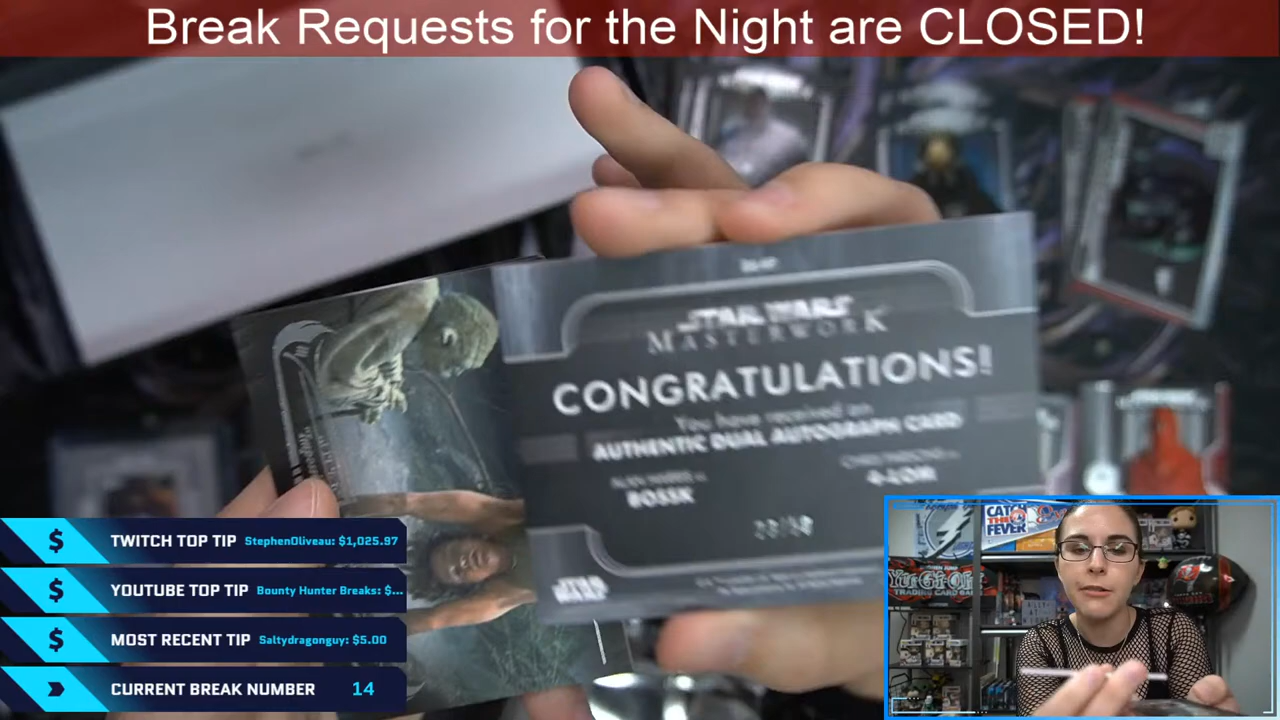 Break Requests for the Night are CLOSED!
STAR WARS
MASTERWORK
CONGRATULATIONS!
You have received an
AUTHENTIC DUAL AUTOGRAPH CARD
BOSSK
4-LOM
STAR WARS
TWITCH TOP TIP StephenOliveau: $1,025.97
YOUTUBE TOP TIP Bounty Hunter Breaks: $...
MOST RECENT TIP Saltydragonguy: $5.00
CURRENT BREAK NUMBER 14
CATCH
THE
FEVER
Yu-Gi-Oh!
TRADING CARD